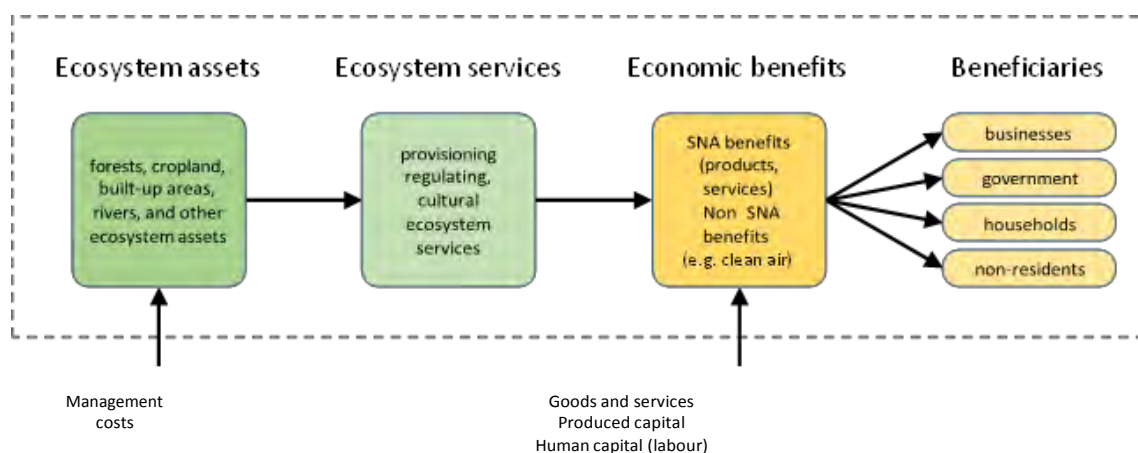 Ecosystem assets
Ecosystem services
Economic benefits
Beneficiaries
forests, cropland,
built-up areas,
rivers, and other
ecosystem assets
provisioning
regulating,
cultural
ecosystem
services
SNA benefits
(products,
services)
Non SNA
benefits
(e.g. clean air)
businesses
government
households
non-residents
Management
costs
Goods and services
Produced capital
Human capital (labour)